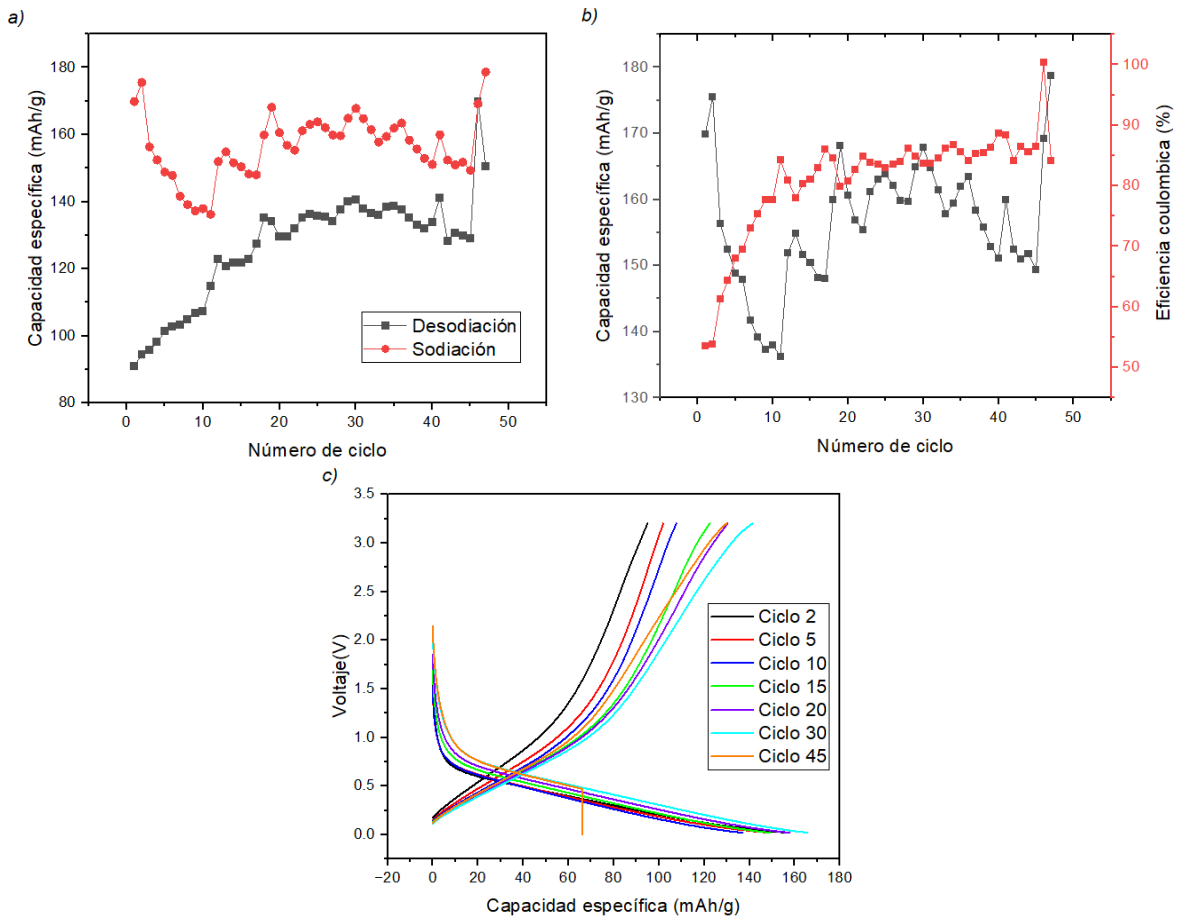 a)
Capacidad específica (mAh/g)
180
160
140
120
100
80
0
10
20
30
40
50
Número de ciclo
Desodiación
Sodiación
b)
Capacidad específica (mAh/g)
180
170
160
150
140
130
0
10
20
30
40
50
Número de ciclo
100
90
80
70
60
50
Eficiencia coulombica (%)
c)
Voltaje(V)
3.5
3.0
2.5
2.0
1.5
1.0
0.5
0.0
−20
0
20
40
60
80
100
120
140
160
180
Capacidad específica (mAh/g)
Ciclo 2
Ciclo 5
Ciclo 10
Ciclo 15
Ciclo 20
Ciclo 30
Ciclo 45